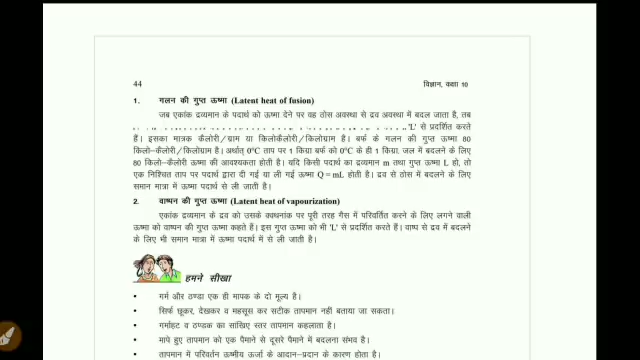 44
विज्ञान, कक्षा 10
1. गलन की गुप्त ऊष्मा (Latent heat of fusion)
जब एकांक द्रव्यमान के पदार्थ को ऊष्मा देने पर वह ठोस अवस्था से द्रव अवस्था में बदल जाता है, तब
'L' से प्रदर्शित करते
हैं। इसका मात्रक कैलोरी/ग्राम या किलोकैलोरी/किलोग्राम है। बर्फ के गलन की गुप्त ऊष्मा 80
किलो-कैलोरी/किलोग्राम है। अर्थात् 0°C ताप पर 1 किग्रा बर्फ को 0°C के ही 1 किग्रा. जल में बदलने के लिए
80 किलो-कैलोरी ऊष्मा की आवश्यकता होती है। यदि किसी पदार्थ का द्रव्यमान m तथा गुप्त ऊष्मा L हो, तो
एक निश्चित ताप पर पदार्थ द्वारा दी गई या ली गई ऊष्मा Q = mL होती है। द्रव से ठोस में बदलने के लिए
समान मात्रा में ऊष्मा पदार्थ से ली जाती है।
2. वाष्पन की गुप्त ऊष्मा (Latent heat of vapourization)
एकांक द्रव्यमान के द्रव को उसके क्वथनांक पर पूरी तरह गैस में परिवर्तित करने के लिए लगने वाली
ऊष्मा को वाष्पन की गुप्त ऊष्मा कहते हैं। इस गुप्त ऊष्मा को भी 'L' से प्रदर्शित करते हैं। वाष्प से द्रव में बदलने
के लिए भी समान मात्रा में ऊष्मा पदार्थ में से ली जाती है।
हमने सीखा
• गर्म और ठण्डा एक ही मापक के दो मूल्य है।
• सिर्फ छूकर, देखकर व महसूस कर सटीक तापमान नहीं बताया जा सकता।
• गर्माहट व ठण्डक का सांख्यि स्तर तापमान कहलाता है।
• मापे हुए तापमान को एक पैमाने से दूसरे पैमाने में बदलना संभव है।
• तापमान में परिवर्तन ऊष्मीय ऊर्जा के आदान-प्रदान के कारण होता है।